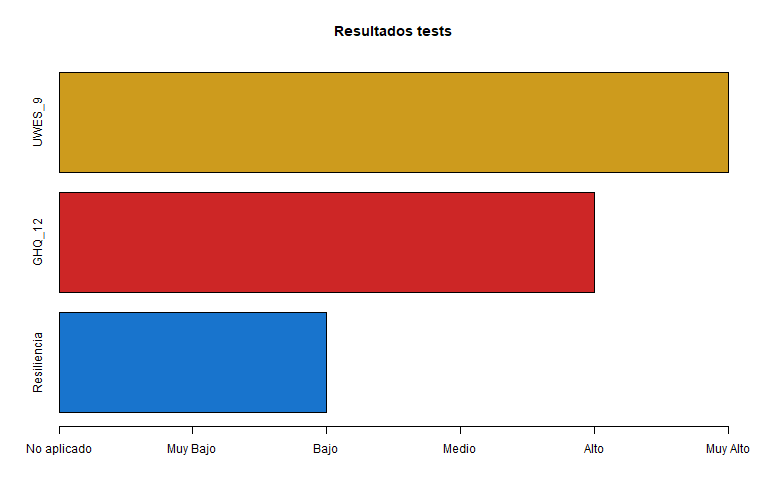 Resultados tests
UWES_9
GHQ_12
Resiliencia
No aplicado Muy Bajo Bajo Medio Alto Muy Alto